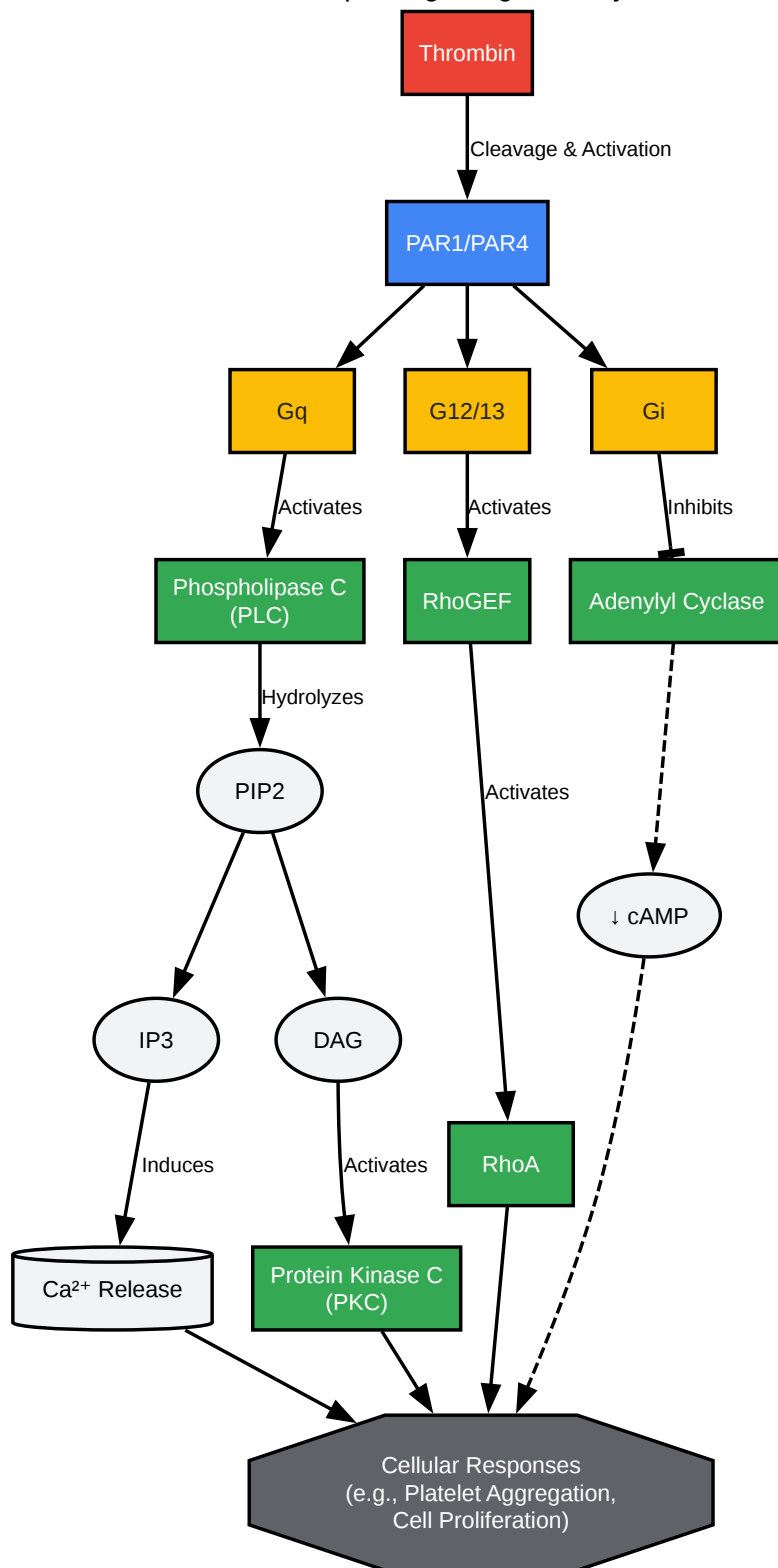 Thrombin
Cleavage & Activation
PAR1/PAR4
Gq
G12/13
Gi
Activates
Activates
Inhibits
Phospholipase C
(PLC)
RhoGEF
Adenylyl Cyclase
Hydrolyzes
PIP2
Activates
↓ cAMP
IP3
DAG
Induces
Activates
RhoA
Ca²⁺ Release
Protein Kinase C
(PKC)
Cellular Responses
(e.g., Platelet Aggregation,
Cell Proliferation)